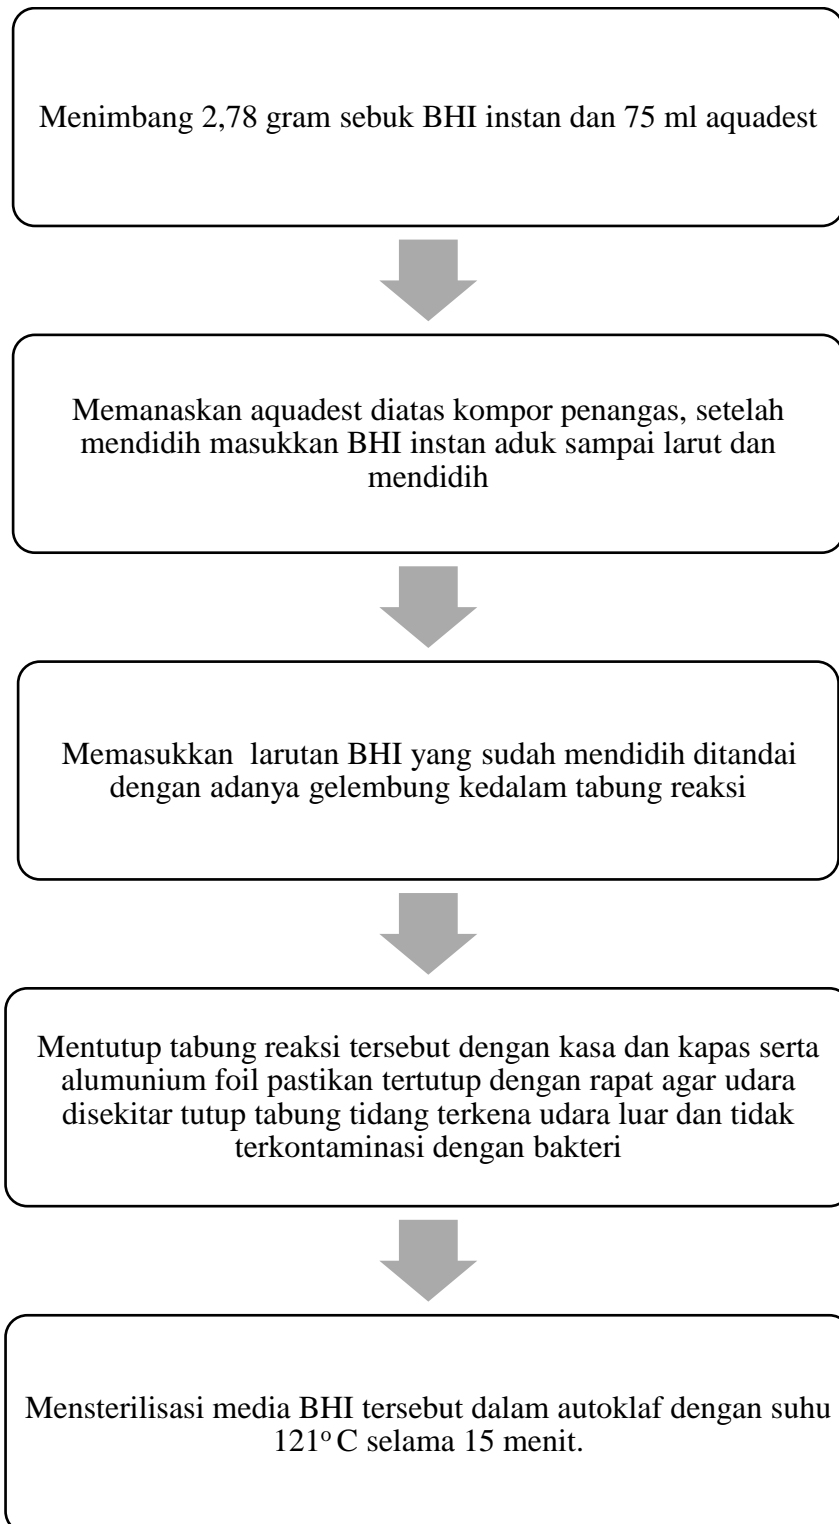 Menimbang 2,78 gram sebuk BHI instan dan 75 ml aquadest
Memanaskan aquadest diatas kompor penangas, setelah
mendidih masukkan BHI instan aduk sampai larut dan
mendidih
Memasukkan larutan BHI yang sudah mendidih ditandai
dengan adanya gelembung kedalam tabung reaksi
Mentutup tabung reaksi tersebut dengan kasa dan kapas serta
alumunium foil pastikan tertutup dengan rapat agar udara
disekitar tutup tabung tidang terkena udara luar dan tidak
terkontaminasi dengan bakteri
Mensterilisasi media BHI tersebut dalam autoklaf dengan suhu
121° C selama 15 menit.